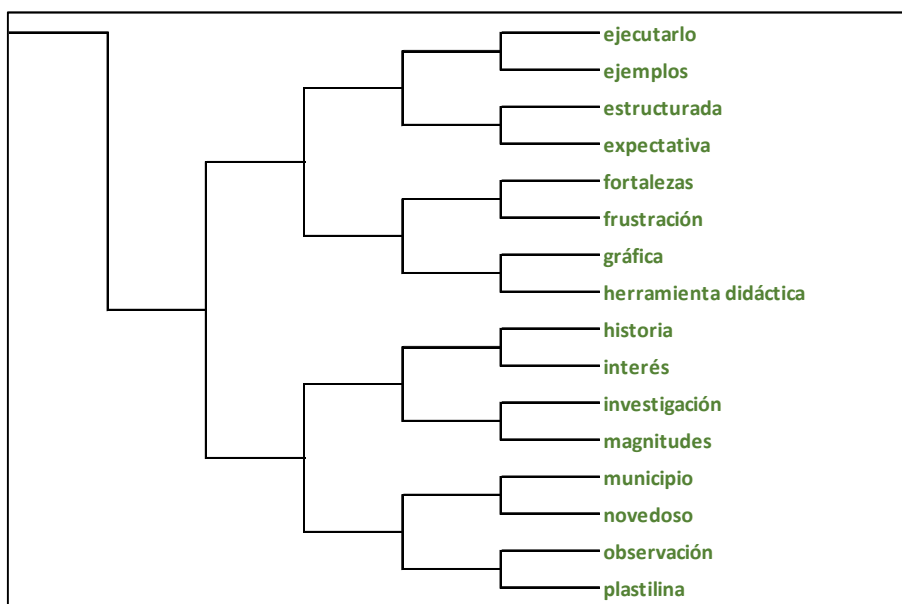 ejecutarlo
ejemplos
estructurada
expectativa
fortalezas
frustración
gráfica
herramienta didáctica
historia
interés
investigación
magnitudes
municipio
novedoso
observación
plastilina